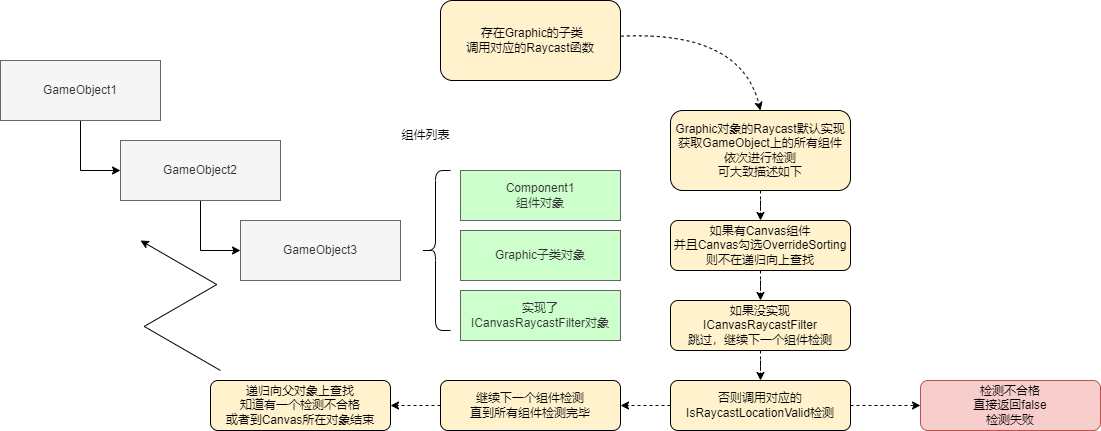 存在Graphic的子类
调用对应的Raycast函数
GameObject1
GameObject2
GameObject3
组件列表
Component1
组件对象
Graphic子类对象
实现了
ICanvasRaycastFilter对象
Graphic对象的Raycast默认实现
获取GameObject上的所有组件
依次进行检测
可大致描述如下
如果有Canvas组件
并且Canvas勾选OverrideSorting
则不在递归向上查找
如果没实现
ICanvasRaycastFilter
跳过，继续下一个组件检测
否则调用对应的
IsRaycastLocationValid检测
检测不合格
直接返回false
检测失败
继续下一个组件检测
直到所有组件检测完毕
递归向父对象上查找
知道有一个检测不合格
或者到Canvas所在对象结束